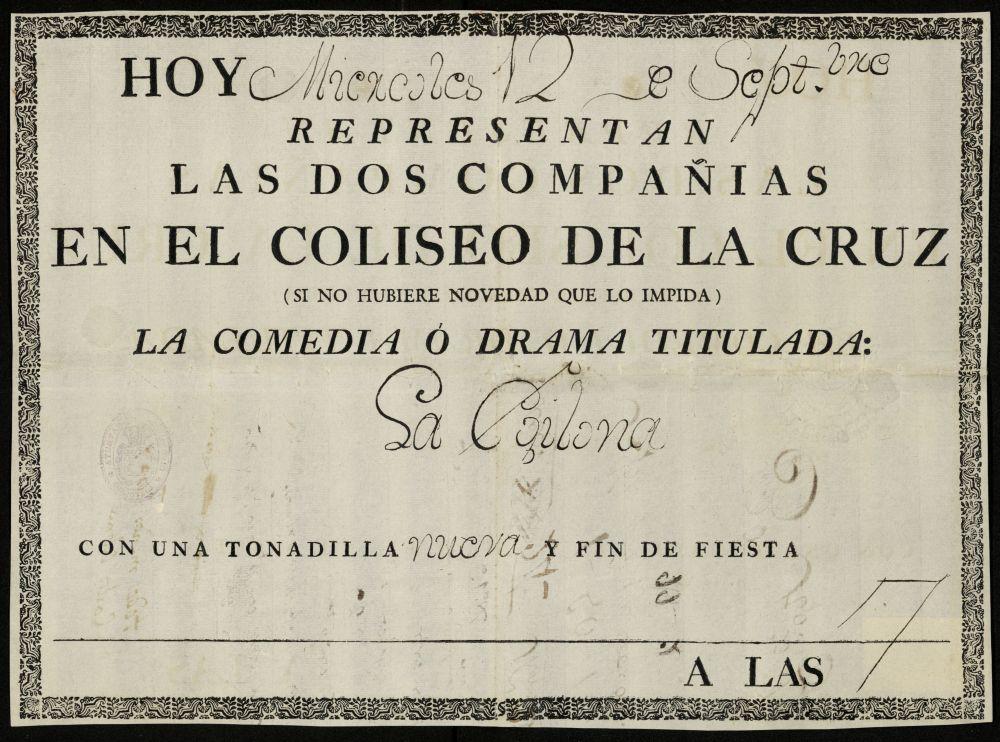 HOY Miercoles 12 de Sept.bre
REPRESENTAN
LAS DOS COMPAÑIAS
EN EL COLISEO DE LA CRUZ
(SI NO HUBIERE NOVEDAD QUE LO IMPIDA)
LA COMEDIA Ó DRAMA TITULADA:
La
CON UNA TONADILLA nueva Y FIN DE FIESTA
A LAS 7